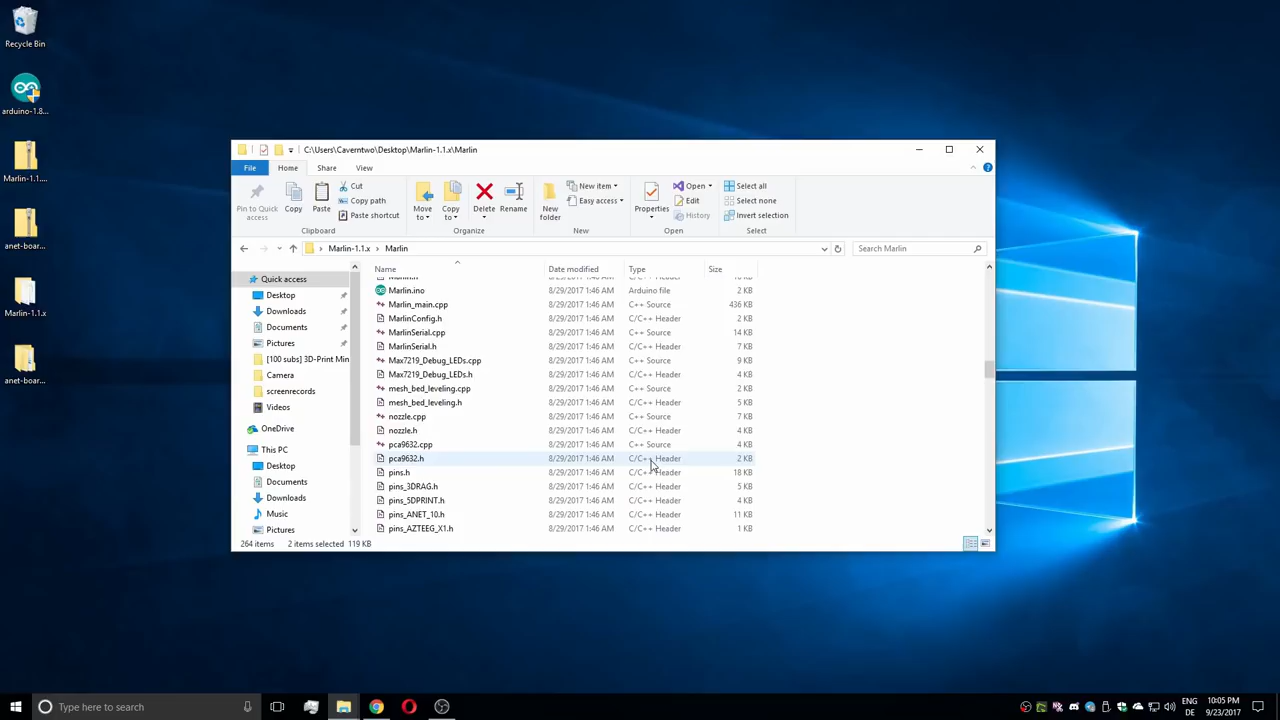 Recycle Bin
arduino-1.8...
Marlin-1.1....
anet-boar...
Marlin-1.1.x
anet-boar...
C:\Users\Caverntwo\Desktop\Marlin-1.1.x\Marlin
File Home Share View
Pin to Quick access
Copy
Paste
Cut
Copy path
Paste shortcut
Clipboard
Move to
Copy to
Delete
Rename
Organize
New folder
New item
Easy access
New
Properties
Open
Edit
History
Open
Select all
Select none
Invert selection
Select
Marlin-1.1.x > Marlin
Search Marlin
Quick access
Desktop
Downloads
Documents
Pictures
[100 subs] 3D-Print Min
Camera
screenrecords
Videos
OneDrive
This PC
Desktop
Documents
Downloads
Music
Pictures
Name Date modified Type Size
Marlin.ino 8/29/2017 1:46 AM Arduino file 2 KB
Marlin_main.cpp 8/29/2017 1:46 AM C++ Source 436 KB
MarlinConfig.h 8/29/2017 1:46 AM C/C++ Header 2 KB
MarlinSerial.cpp 8/29/2017 1:46 AM C++ Source 14 KB
MarlinSerial.h 8/29/2017 1:46 AM C/C++ Header 7 KB
Max7219_Debug_LEDs.cpp 8/29/2017 1:46 AM C++ Source 9 KB
Max7219_Debug_LEDs.h 8/29/2017 1:46 AM C/C++ Header 4 KB
mesh_bed_leveling.cpp 8/29/2017 1:46 AM C++ Source 2 KB
mesh_bed_leveling.h 8/29/2017 1:46 AM C/C++ Header 5 KB
nozzle.cpp 8/29/2017 1:46 AM C++ Source 7 KB
nozzle.h 8/29/2017 1:46 AM C/C++ Header 4 KB
pca9632.cpp 8/29/2017 1:46 AM C++ Source 4 KB
pca9632.h 8/29/2017 1:46 AM C/C++ Header 2 KB
pins.h 8/29/2017 1:46 AM C/C++ Header 18 KB
pins_3DRAG.h 8/29/2017 1:46 AM C/C++ Header 5 KB
pins_5DPRINT.h 8/29/2017 1:46 AM C/C++ Header 4 KB
pins_ANET_10.h 8/29/2017 1:46 AM C/C++ Header 11 KB
pins_AZTEEG_X1.h 8/29/2017 1:46 AM C/C++ Header 1 KB
264 items 2 items selected 119 KB
Type here to search
ENG
DE
10:05 PM
9/23/2017